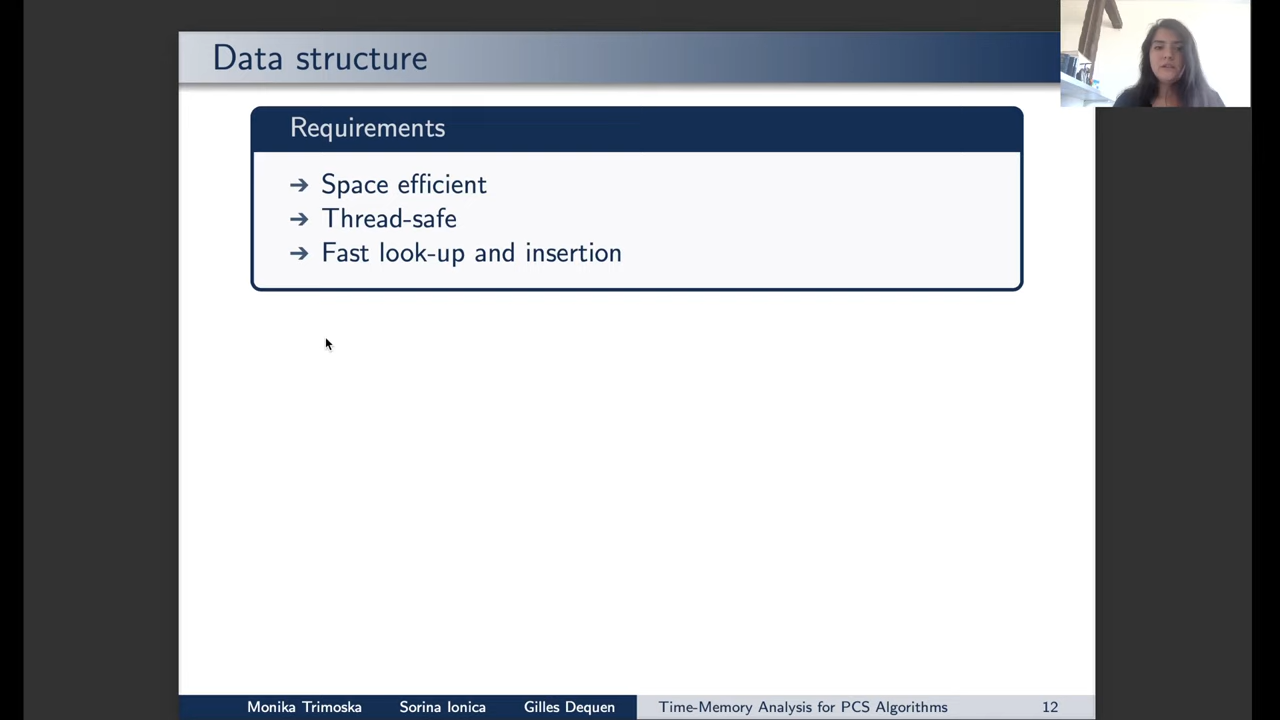 Data structure
Requirements
➔ Space efficient
➔ Thread-safe
➔ Fast look-up and insertion
Monika Trimoska Sorina Ionica Gilles Dequen Time-Memory Analysis for PCS Algorithms 12